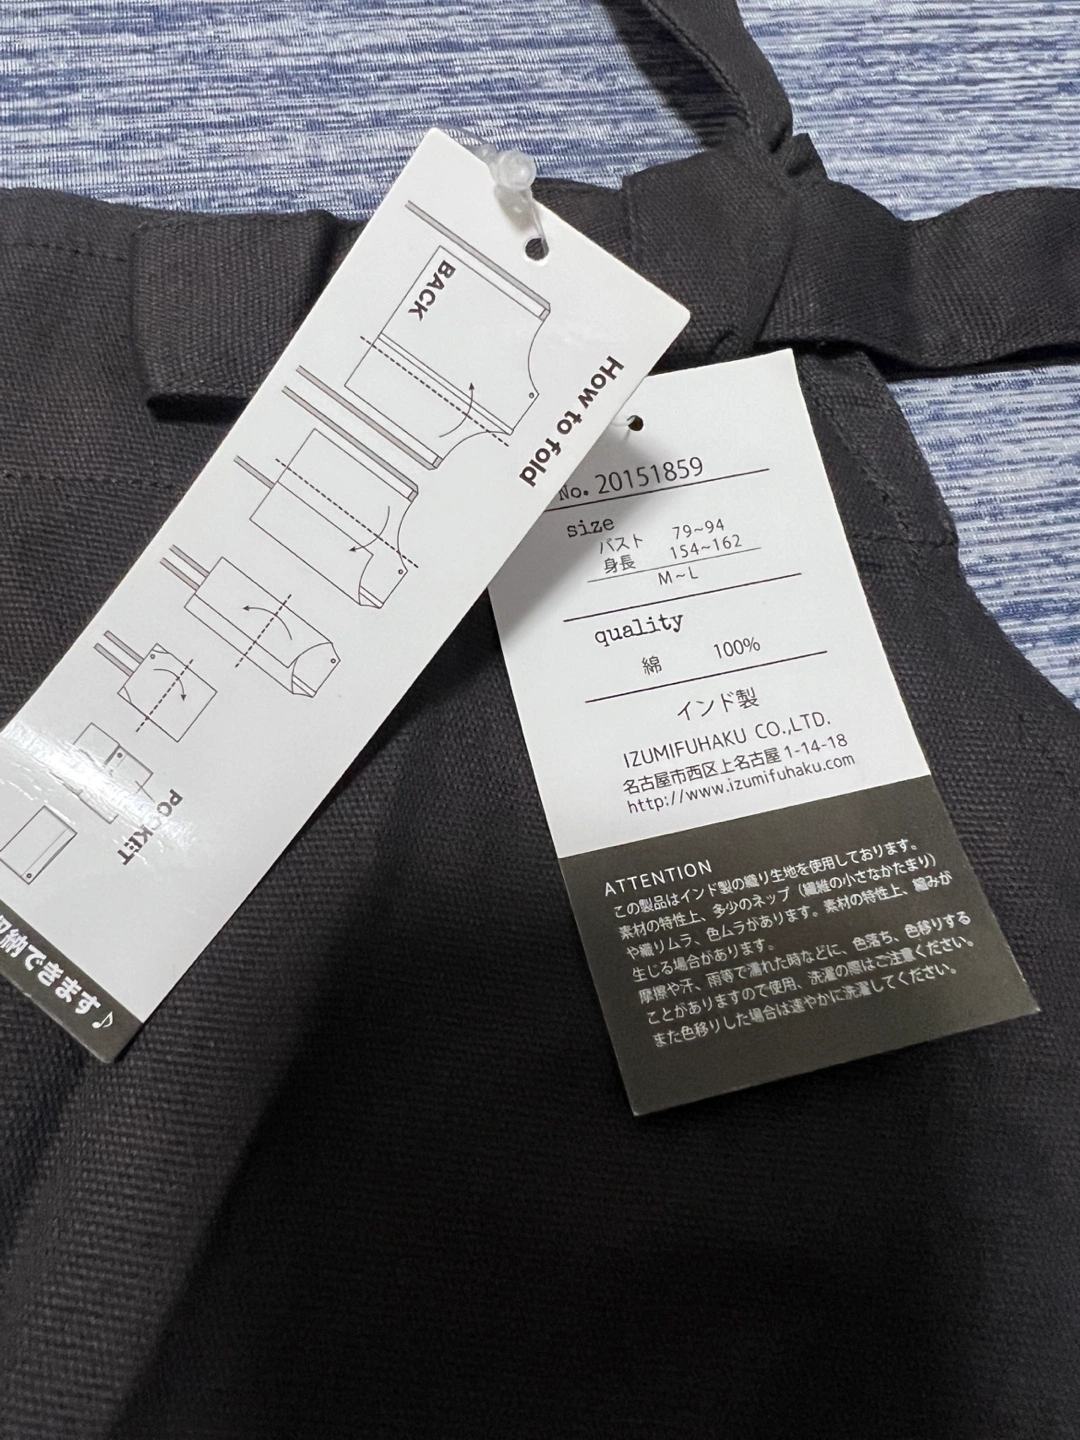 How to fold
BACK
POCKET
納できます♪
No. 20151859
size
バスト 79~94
身長 154~162
M~L
quality
綿 100%
インド製
IZUMIFUHAKU CO.,LTD.
名古屋市西区上名古屋 1-14-18
http://www.izumifuhaku.com
ATTENTION
この製品はインド製の織り生地を使用しております。
素材の特性上、多少のネップ（繊維の小さなかたまり）
や織りムラ、色ムラがあります。素材の特性上、縮みが
生じる場合があります。
摩擦や汗、雨等で濡れた時などに、色落ち、色移りする
ことがありますので使用、洗濯の際はご注意ください。
また色移りした場合は速やかに洗濯してください。